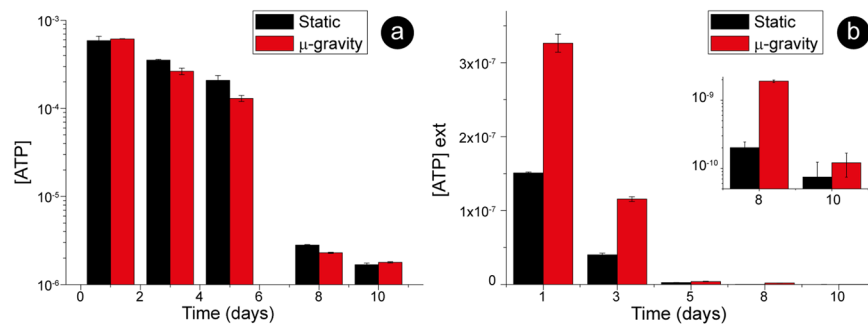 Static
μ-gravity
a
10⁻³
10⁻⁴
10⁻⁵
10⁻⁶
[ATP]
0 2 4 6 8 10
Time (days)
Static
μ-gravity
b
3x10⁻⁷
2x10⁻⁷
1x10⁻⁷
0
[ATP] ext
10⁻⁹
10⁻¹⁰
8 10
1 3 5 8 10
Time (days)